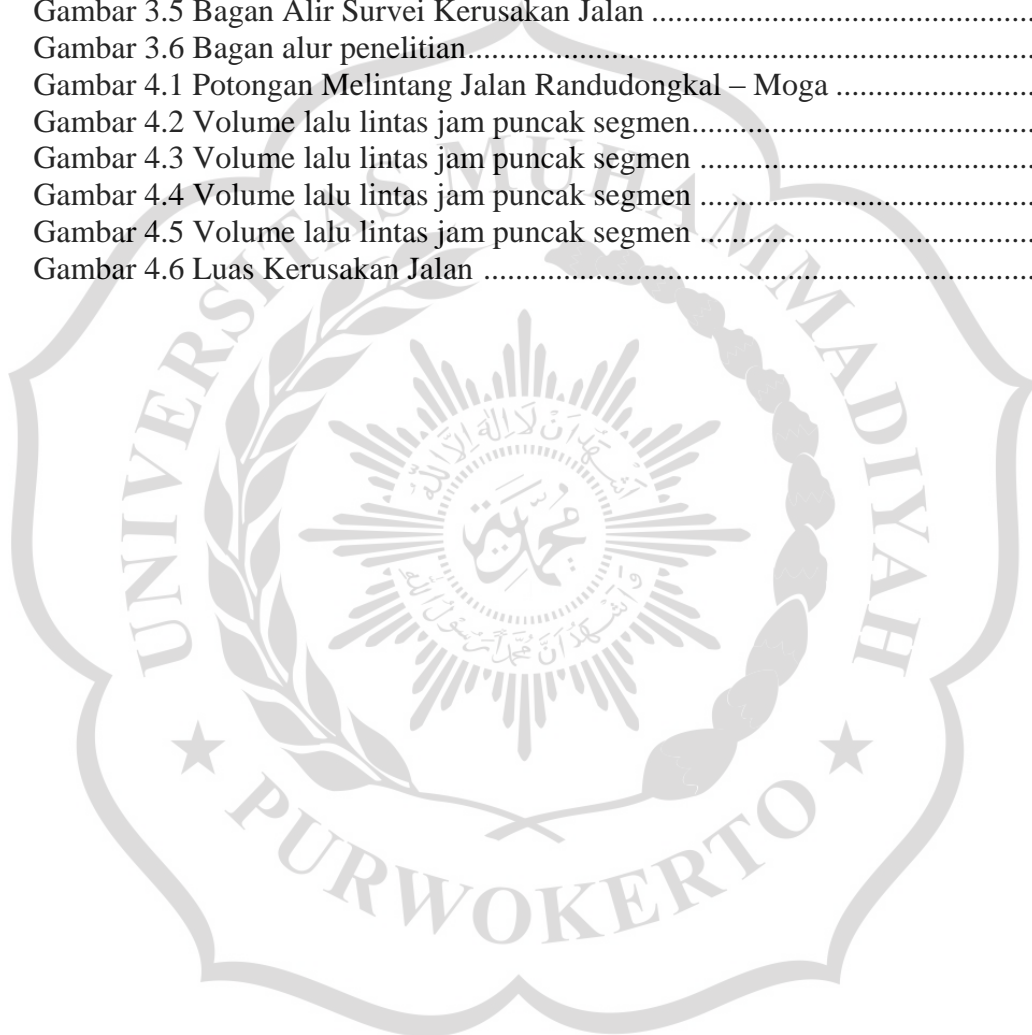 Gambar 3.5 Bagan Alir Survei Kerusakan Jalan ................................................
Gambar 3.6 Bagan alur penelitian........................................................................
Gambar 4.1 Potongan Melintang Jalan Randudongkal – Moga .........................
Gambar 4.2 Volume lalu lintas jam puncak segmen...........................................
Gambar 4.3 Volume lalu lintas jam puncak segmen ..........................................
Gambar 4.4 Volume lalu lintas jam puncak segmen ..........................................
Gambar 4.5 Volume lalu lintas jam puncak segmen ..........................................
Gambar 4.6 Luas Kerusakan Jalan ......................................................................
UNIVERSITAS MUHAMMADIYAH
PURWOKERTO